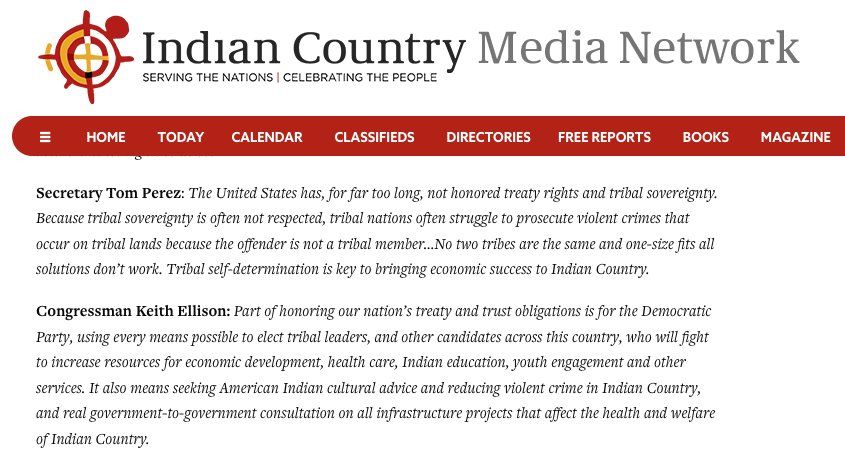 Indian Country Media Network
SERVING THE NATIONS | CELEBRATING THE PEOPLE
☰ HOME TODAY CALENDAR CLASSIFIEDS DIRECTORIES FREE REPORTS BOOKS MAGAZINE
Secretary Tom Perez: The United States has, for far too long, not honored treaty rights and tribal sovereignty.
Because tribal sovereignty is often not respected, tribal nations often struggle to prosecute violent crimes that
occur on tribal lands because the offender is not a tribal member...No two tribes are the same and one-size fits all
solutions don't work. Tribal self-determination is key to bringing economic success to Indian Country.
Congressman Keith Ellison: Part of honoring our nation's treaty and trust obligations is for the Democratic
Party, using every means possible to elect tribal leaders, and other candidates across this country, who will fight
to increase resources for economic development, health care, Indian education, youth engagement and other
services. It also means seeking American Indian cultural advice and reducing violent crime in Indian Country,
and real government-to-government consultation on all infrastructure projects that affect the health and welfare
of Indian Country.